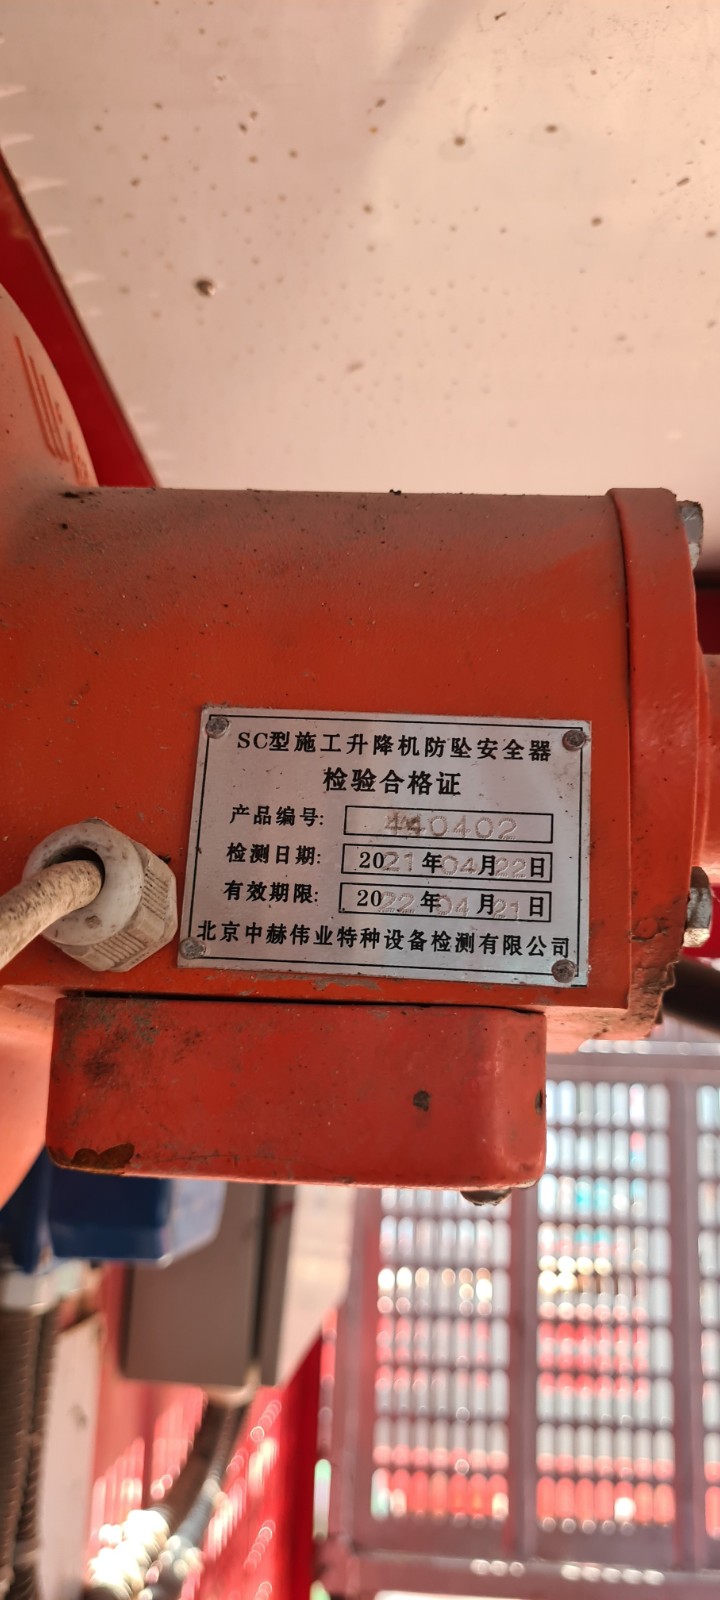 SC型施工升降机防坠安全器
检验合格证
产品编号: 440402
检测日期: 2021年04月22日
有效期限: 2022年04月21日
北京中赫伟业特种设备检测有限公司